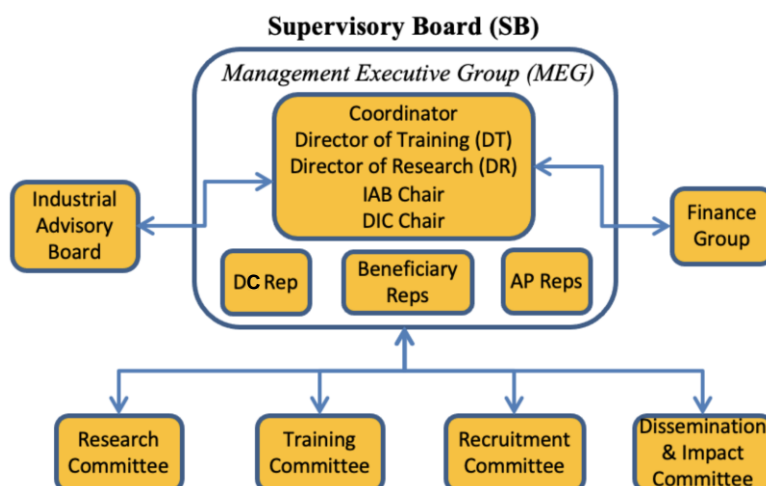 Supervisory Board (SB)
Management Executive Group (MEG)
Coordinator
Director of Training (DT)
Director of Research (DR)
IAB Chair
DIC Chair
Industrial
Advisory
Board
Finance
Group
DC Rep
Beneficiary
Reps
AP Reps
Research
Committee
Training
Committee
Recruitment
Committee
Dissemination
& Impact
Committee